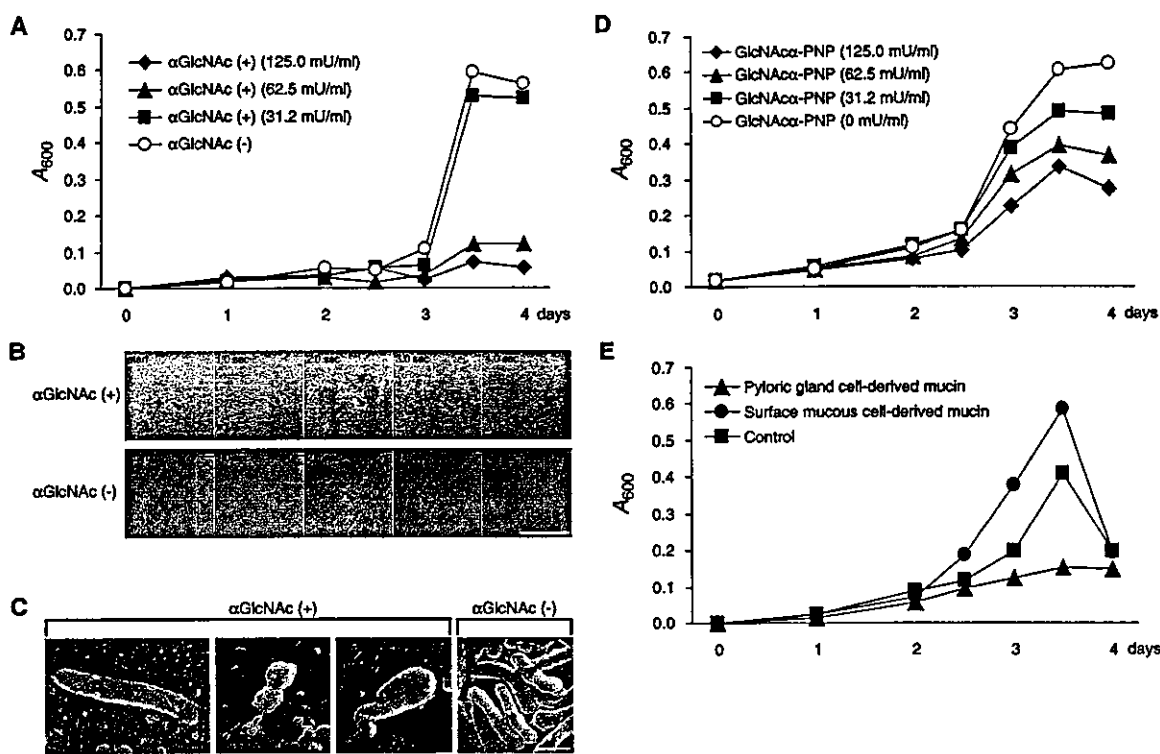 A
0.7
0.6
0.5
0.4
0.3
0.2
0.1
0.0
A600
αGlcNAc (+) (125.0 mU/ml)
αGlcNAc (+) (62.5 mU/ml)
αGlcNAc (+) (31.2 mU/ml)
αGlcNAc (-)
0 1 2 3 4 days
B
αGlcNAc (+)
2.0 sec
αGlcNAc (-)
C
αGlcNAc (+)
αGlcNAc (-)
D
0.7
0.6
0.5
0.4
0.3
0.2
0.1
0.0
A600
GlcNAcα-PNP (125.0 mU/ml)
GlcNAcα-PNP (62.5 mU/ml)
GlcNAcα-PNP (31.2 mU/ml)
GlcNAcα-PNP (0 mU/ml)
0 1 2 3 4 days
E
0.7
0.6
0.5
0.4
0.3
0.2
0.1
0.0
A600
Pyloric gland cell-derived mucin
Surface mucous cell-derived mucin
Control
0 1 2 3 4 days